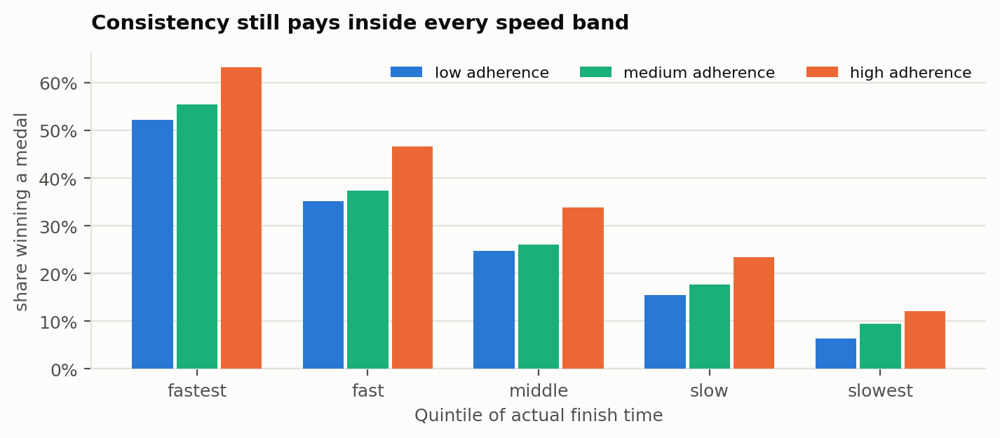 Consistency still pays inside every speed band
low adherence
medium adherence
high adherence
share winning a medal
60%
50%
40%
30%
20%
10%
0%
fastest
fast
middle
slow
slowest
Quintile of actual finish time